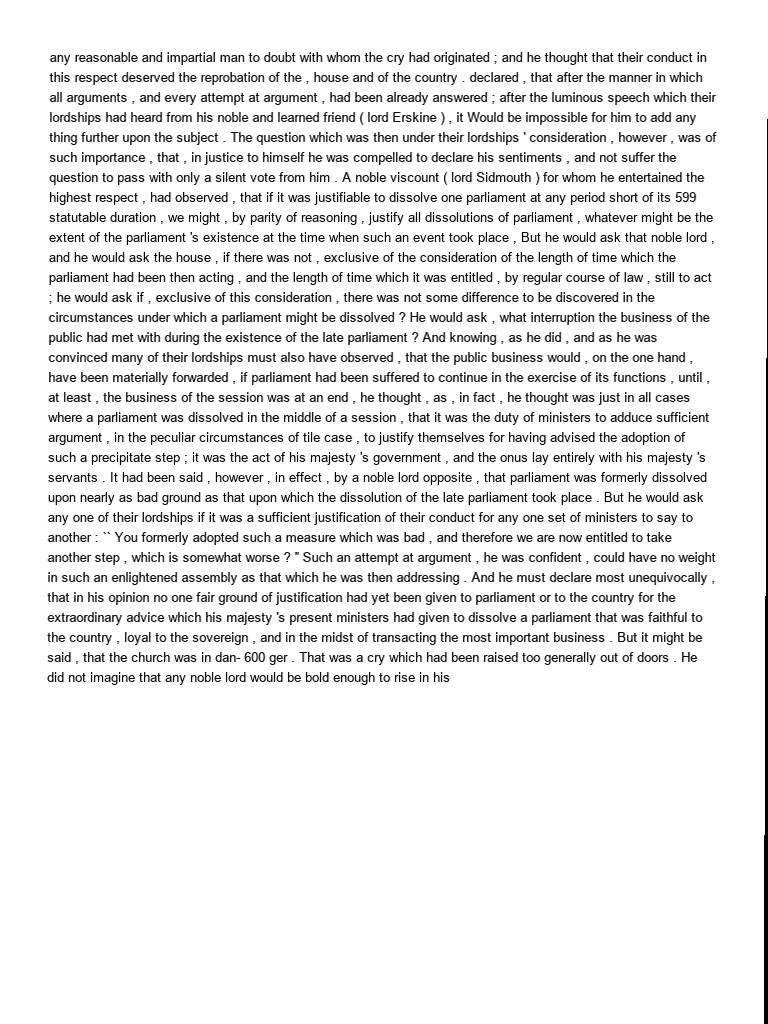 any reasonable and impartial man to doubt with whom the cry had originated ; and he thought that their conduct in
this respect deserved the reprobation of the , house and of the country . declared , that after the manner in which
all arguments , and every attempt at argument , had been already answered ; after the luminous speech which their
lordships had heard from his noble and learned friend ( lord Erskine ) , it Would be impossible for him to add any
thing further upon the subject . The question which was then under their lordships ' consideration , however , was of
such importance , that , in justice to himself he was compelled to declare his sentiments , and not suffer the
question to pass with only a silent vote from him . A noble viscount ( lord Sidmouth ) for whom he entertained the
highest respect , had observed , that if it was justifiable to dissolve one parliament at any period short of its 599
statutable duration , we might , by parity of reasoning , justify all dissolutions of parliament , whatever might be the
extent of the parliament 's existence at the time when such an event took place , But he would ask that noble lord ,
and he would ask the house , if there was not , exclusive of the consideration of the length of time which the
parliament had been then acting , and the length of time which it was entitled , by regular course of law , still to act
; he would ask if , exclusive of this consideration , there was not some difference to be discovered in the
circumstances under which a parliament might be dissolved ? He would ask , what interruption the business of the
public had met with during the existence of the late parliament ? And knowing , as he did , and as he was
convinced many of their lordships must also have observed , that the public business would , on the one hand ,
have been materially forwarded , if parliament had been suffered to continue in the exercise of its functions , until ,
at least , the business of the session was at an end , he thought , as , in fact , he thought was just in all cases
where a parliament was dissolved in the middle of a session , that it was the duty of ministers to adduce sufficient
argument , in the peculiar circumstances of tile case , to justify themselves for having advised the adoption of
such a precipitate step ; it was the act of his majesty 's government , and the onus lay entirely with his majesty 's
servants . It had been said , however , in effect , by a noble lord opposite , that parliament was formerly dissolved
upon nearly as bad ground as that upon which the dissolution of the late parliament took place . But he would ask
any one of their lordships if it was a sufficient justification of their conduct for any one set of ministers to say to
another : `` You formerly adopted such a measure which was bad , and therefore we are now entitled to take
another step , which is somewhat worse ? " Such an attempt at argument , he was confident , could have no weight
in such an enlightened assembly as that which he was then addressing . And he must declare most unequivocally ,
that in his opinion no one fair ground of justification had yet been given to parliament or to the country for the
extraordinary advice which his majesty 's present ministers had given to dissolve a parliament that was faithful to
the country , loyal to the sovereign , and in the midst of transacting the most important business . But it might be
said , that the church was in dan- 600 ger . That was a cry which had been raised too generally out of doors . He
did not imagine that any noble lord would be bold enough to rise in his